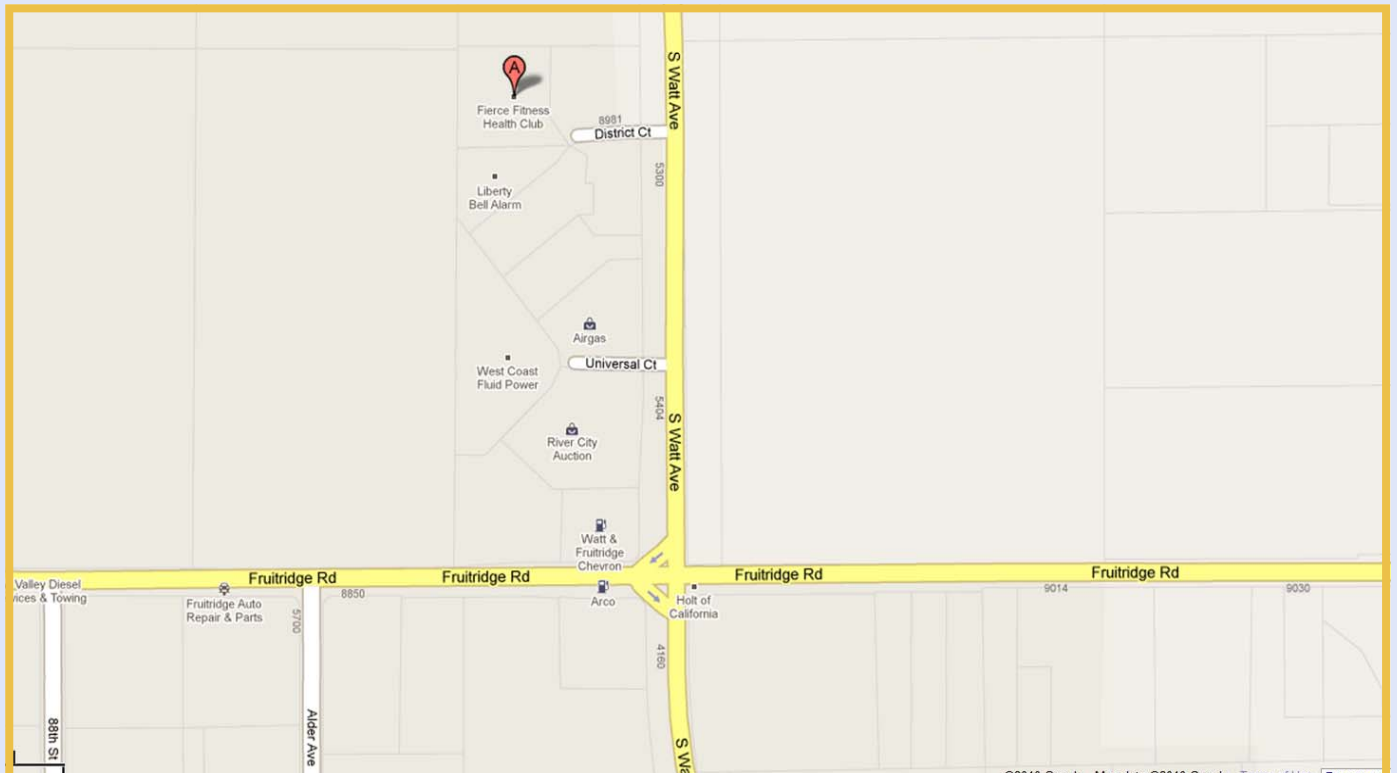 S Watt Ave
A
Fierce Fitness
Health Club
8981
District Ct
5300
Liberty
Bell Alarm
Airgas
Universal Ct
West Coast
Fluid Power
5404
S Watt Ave
River City
Auction
Watt &
Fruitridge
Chevron
Fruitridge Rd
Fruitridge Rd
Fruitridge Rd
Fruitridge Rd
Valley Diesel
vices & Towing
Fruitridge Auto
Repair & Parts
8850
Arco
Holt of
California
9014
9030
5700
4160
88th St
Alder Ave
S Wa